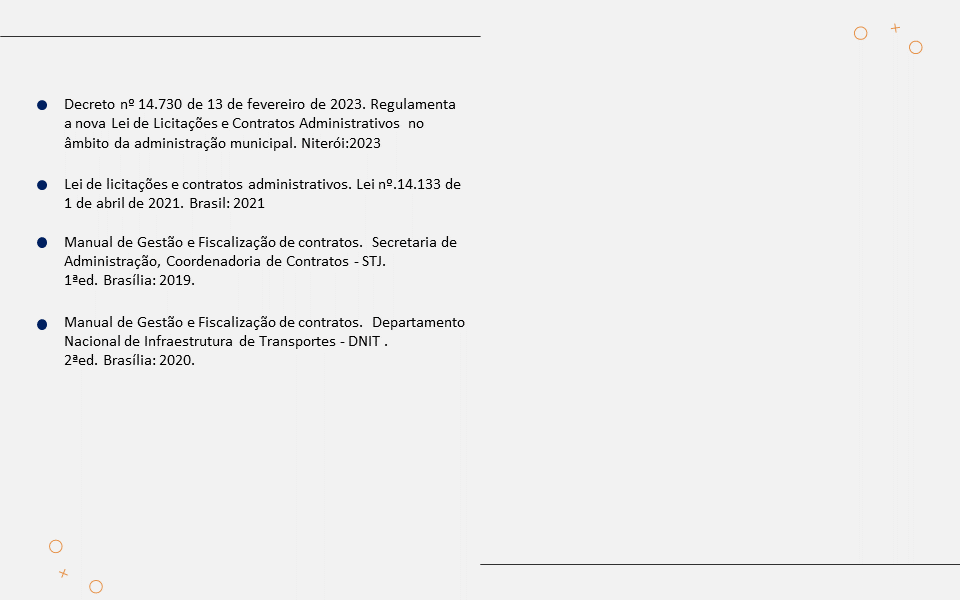 Decreto nº 14.730 de 13 de fevereiro de 2023. Regulamenta
a nova Lei de Licitações e Contratos Administrativos no
âmbito da administração municipal. Niterói:2023
Lei de licitações e contratos administrativos. Lei nº.14.133 de
1 de abril de 2021. Brasil: 2021
Manual de Gestão e Fiscalização de contratos. Secretaria de
Administração, Coordenadoria de Contratos - STJ.
1ªed. Brasília: 2019.
Manual de Gestão e Fiscalização de contratos. Departamento
Nacional de Infraestrutura de Transportes - DNIT .
2ªed. Brasília: 2020.